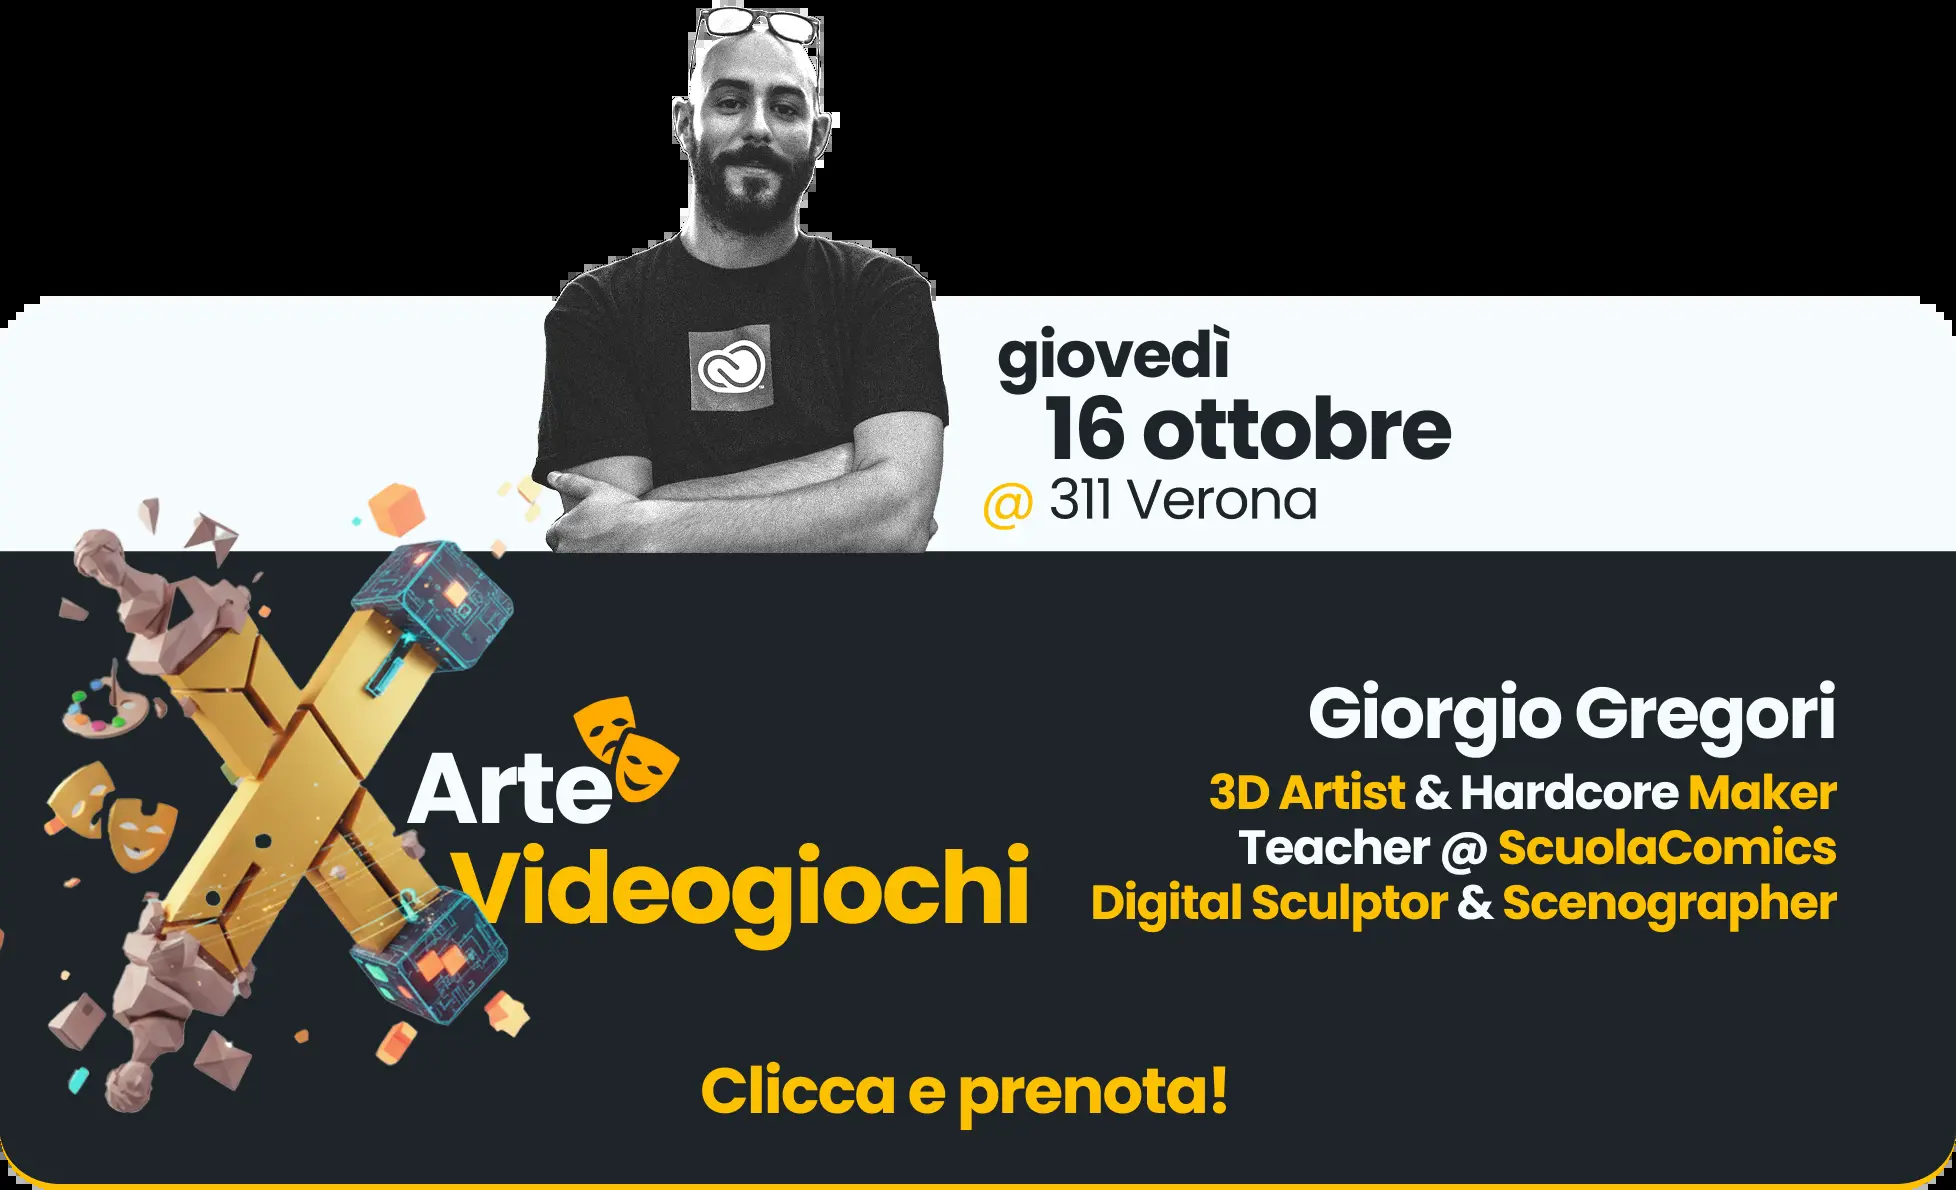 giovedì
16 ottobre
@ 311 Verona
Arte
Videogiochi
Giorgio Gregori
3D Artist & Hardcore Maker
Teacher @ ScuolaComics
Digital Sculptor & Scenographer
Clicca e prenota!